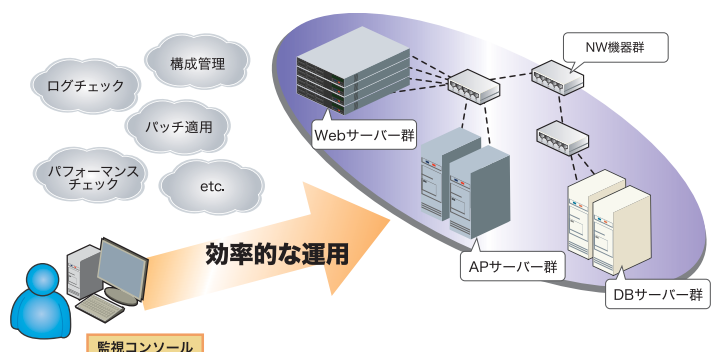 構成管理
ログチェック
パッチ適用
パフォーマンス
チェック
etc.
NW機器群
Webサーバー群
APサーバー群
DBサーバー群
効率的な運用
監視コンソール